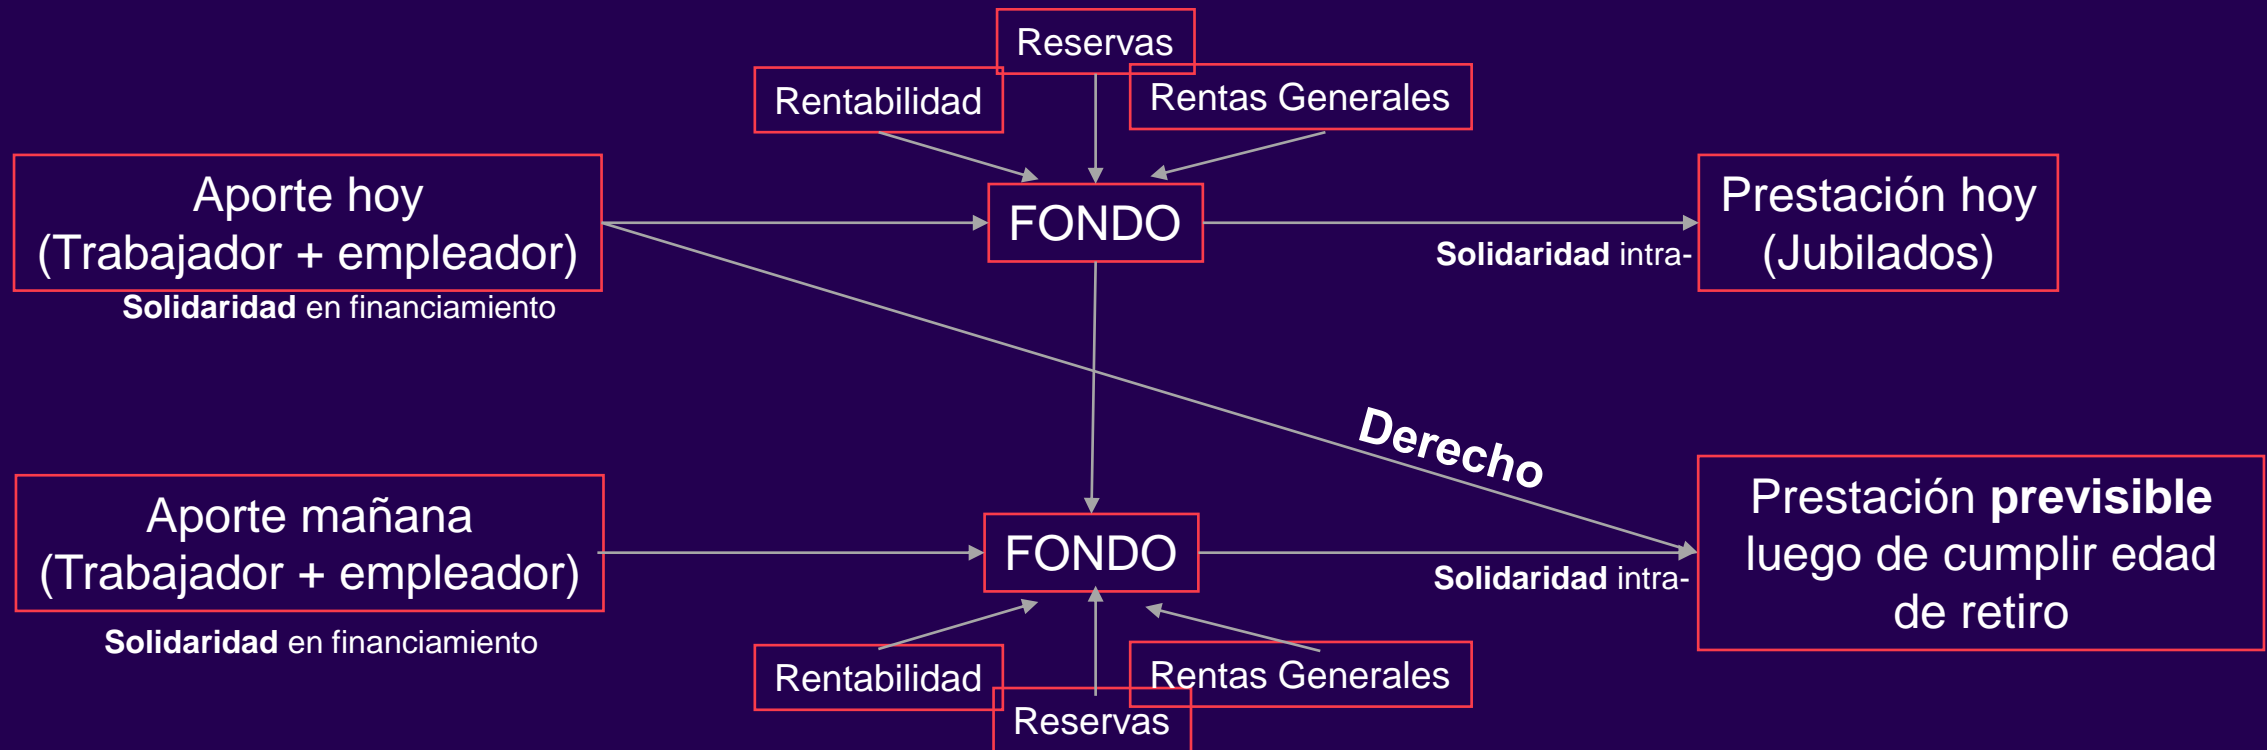 Reservas
Rentabilidad
Rentas Generales
Aporte hoy
(Trabajador + empleador)
Solidaridad en financiamiento
FONDO
Solidaridad intra-
Prestación hoy
(Jubilados)
Derecho
Aporte mañana
(Trabajador + empleador)
Solidaridad en financiamiento
FONDO
Solidaridad intra-
Prestación previsible
luego de cumplir edad
de retiro
Rentabilidad
Rentas Generales
Reservas